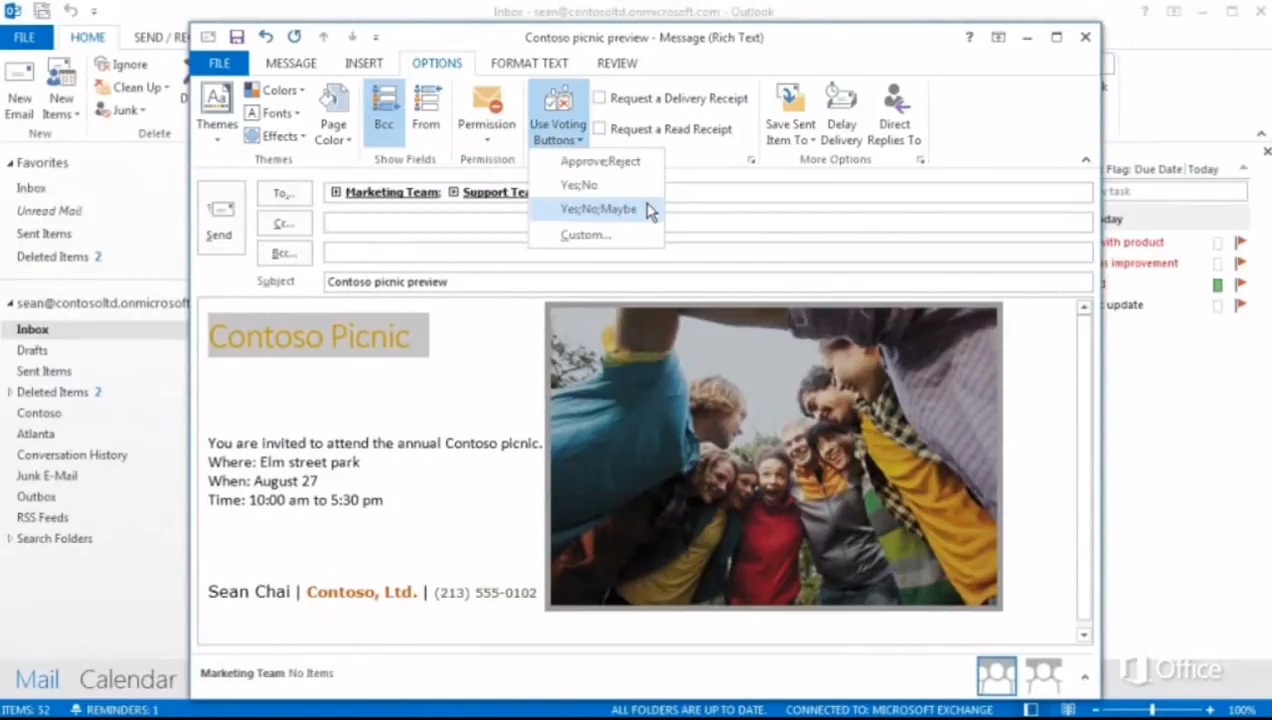 Inbox - sean@contosoltd.onmicrosoft.com - Outlook
FILE
HOME
SEND / RE
Contoso picnic preview - Message (Rich Text)
FILE
MESSAGE
INSERT
OPTIONS
FORMAT TEXT
REVIEW
New
Email
New
Items
Ignore
Clean Up
Junk
New
Delete
Themes
Colors
Fonts
Effects
Page
Color
Themes
Bcc
From
Show Fields
Permission
Permission
Use Voting
Buttons
Request a Delivery Receipt
Request a Read Receipt
Save Sent
Item To
Delay
Delivery
Direct
Replies To
More Options
Approve;Reject
Yes;No
Yes;No;Maybe
Custom...
Send
To...
Marketing Team; Support Tea
Cc...
Bcc...
Subject
Contoso picnic preview
Contoso Picnic
You are invited to attend the annual Contoso picnic.
Where: Elm street park
When: August 27
Time: 10:00 am to 5:30 pm
Sean Chai | Contoso, Ltd. | (213) 555-0102
Marketing Team No Items
Favorites
Inbox
Unread Mail
Sent Items
Deleted Items 2
sean@contosoltd.onmicrosoft
Inbox
Drafts
Sent Items
Deleted Items 2
Contoso
Atlanta
Conversation History
Junk E-Mail
Outbox
RSS Feeds
Search Folders
Mail Calendar
Flag: Due Date Today
task
day
with product
s improvement
update
Office
ITEMS: 52
REMINDERS: 1
ALL FOLDERS ARE UP TO DATE.
CONNECTED TO: MICROSOFT EXCHANGE
100%